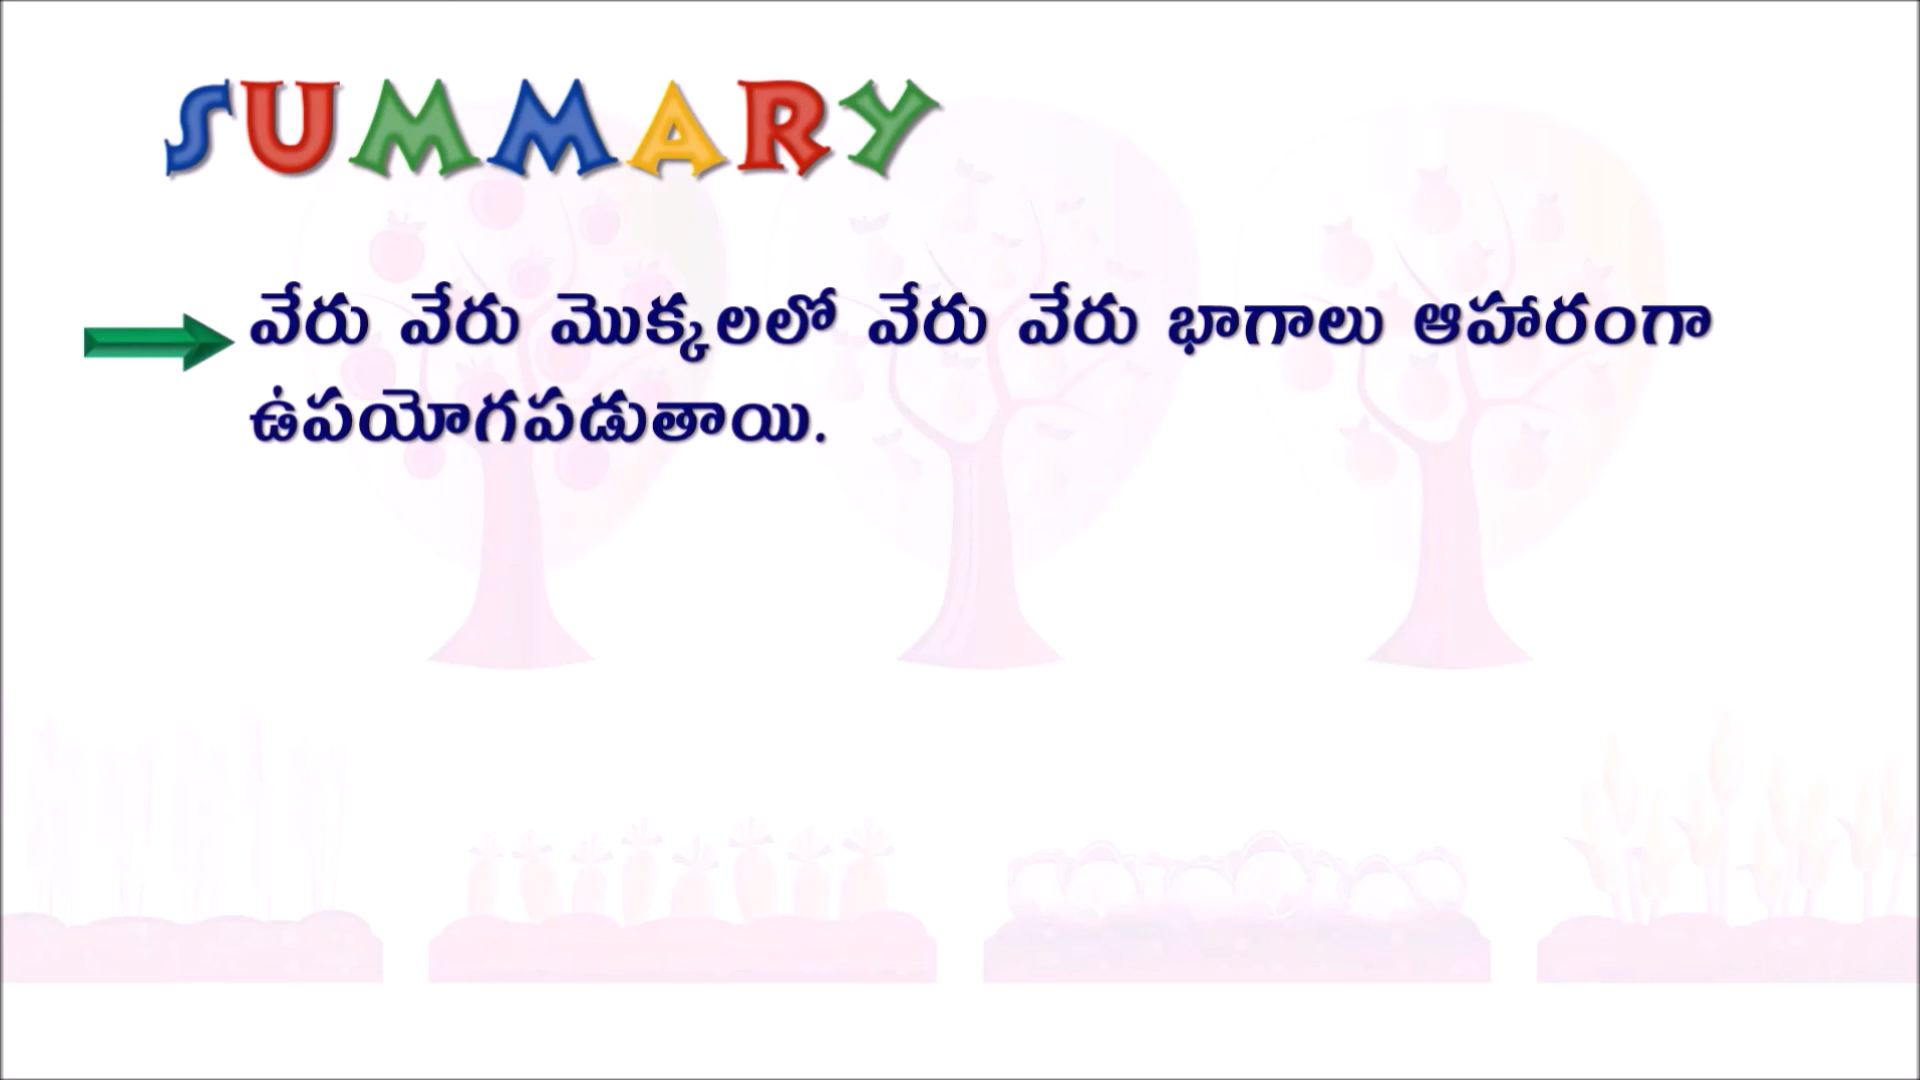 SUMMARY
వేరు వేరు మొక్కలలో వేరు వేరు భాగాలు ఆహారంగా
ఉపయోగపడుతాయి.